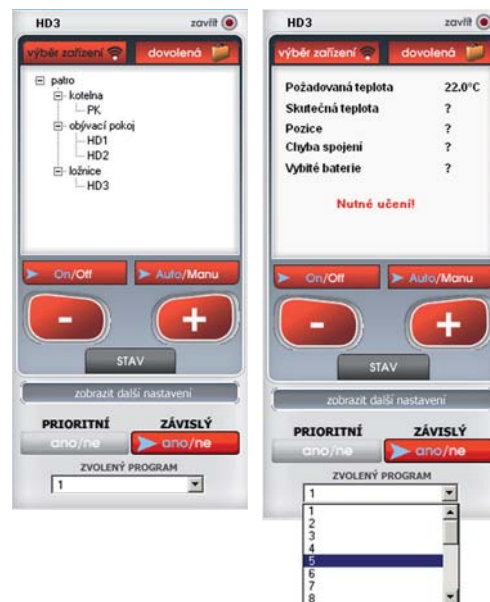 HD3 zavřít
výběr zařízení dovolená
patro
kotelna
PK
obývací pokoj
HD1
HD2
ložnice
HD3
On/Off Auto/Manu
- +
STAV
zobrazit další nastavení
PRIORITNÍ ZÁVISLÝ
ano/ne ano/ne
ZVOLENÝ PROGRAM
1
HD3 zavřít
výběr zařízení dovolená
Požadovaná teplota 22.0°C
Skutečná teplota ?
Pozice ?
Chyba spojení ?
Vybité baterie ?
Nutné učení!
On/Off Auto/Manu
- +
STAV
zobrazit další nastavení
PRIORITNÍ ZÁVISLÝ
ano/ne ano/ne
ZVOLENÝ PROGRAM
1
1
2
3
4
5
6
7
8